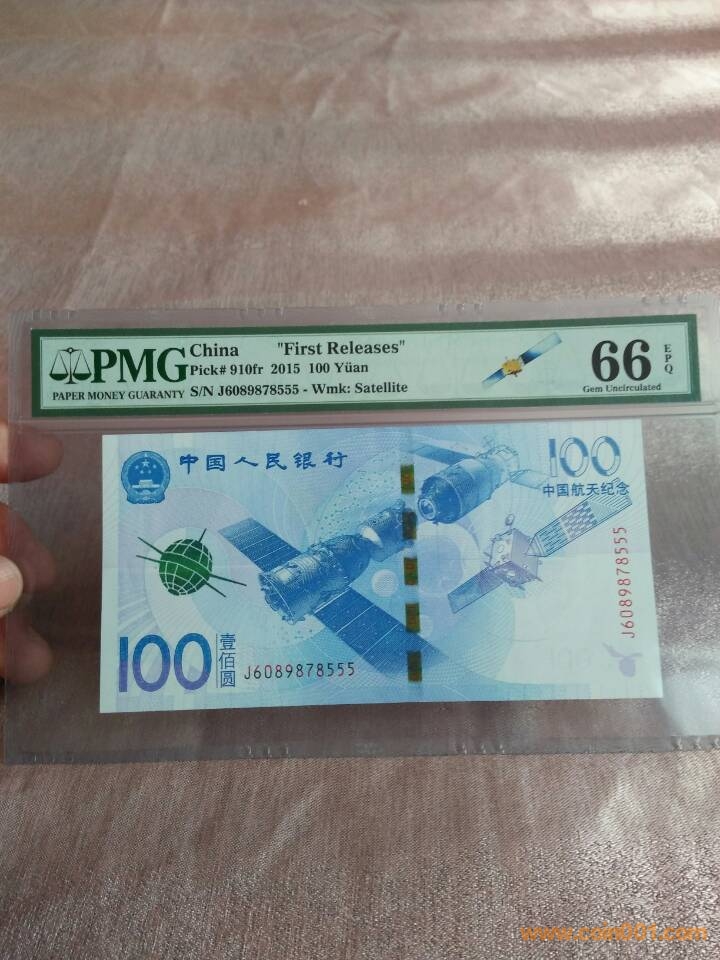 PMG
PAPER MONEY GUARANTY
China "First Releases"
Pick# 910fr 2015 100 Yüan
S/N J6089878555 - Wmk: Satellite
66 EPQ
Gem Uncirculated
中国人民银行
100
中国航天纪念
J6089878555
100 壹佰圆
J6089878555
www.csin001.com